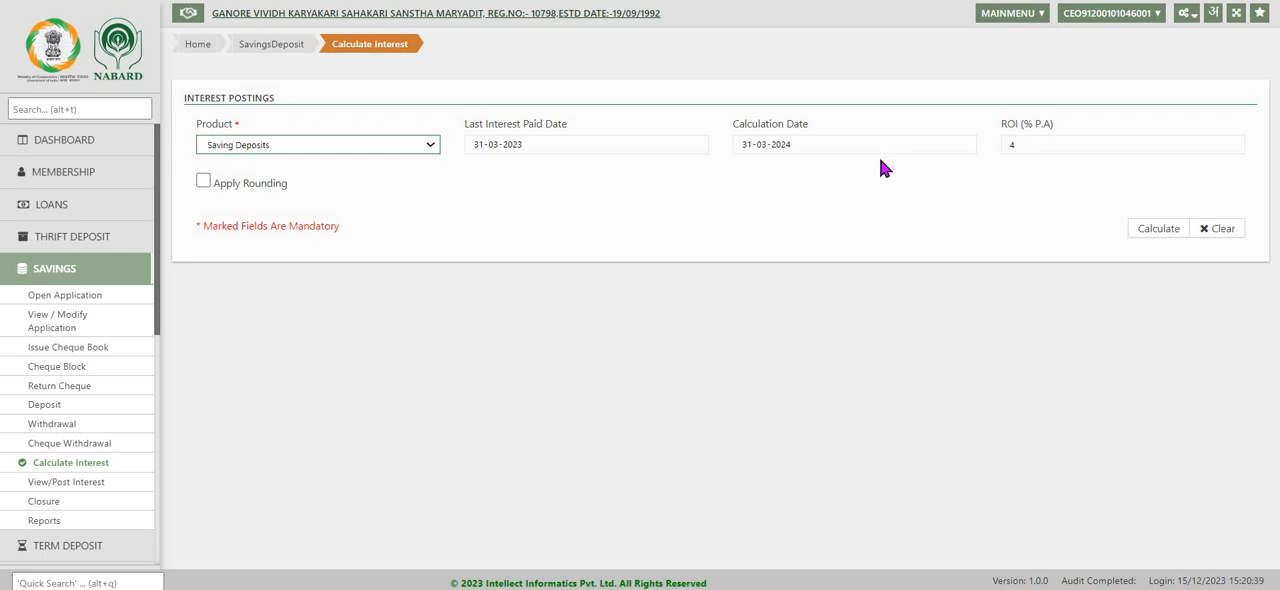 GANORE VIVIDH KARYAKARI SAHAKARI SANSTHA MARYADIT, REG.NO:- 10798,ESTD DATE:-19/09/1992
MAINMENU ▾
CEO91200101046001 ▾
अ
NABARD
Home
SavingsDeposit
Calculate Interest
Search... (alt+t)
DASHBOARD
MEMBERSHIP
LOANS
THRIFT DEPOSIT
SAVINGS
Open Application
View / Modify
Application
Issue Cheque Book
Cheque Block
Return Cheque
Deposit
Withdrawal
Cheque Withdrawal
Calculate Interest
View/Post Interest
Closure
Reports
TERM DEPOSIT
'Quick Search' ... (alt+q)
INTEREST POSTINGS
Product *
Last Interest Paid Date
Calculation Date
ROI (% P.A)
Saving Deposits
31-03-2023
31-03-2024
4
Apply Rounding
* Marked Fields Are Mandatory
Calculate
✖ Clear
© 2023 Intellect Informatics Pvt. Ltd. All Rights Reserved
Version: 1.0.0
Audit Completed:
Login: 15/12/2023 15:20:39